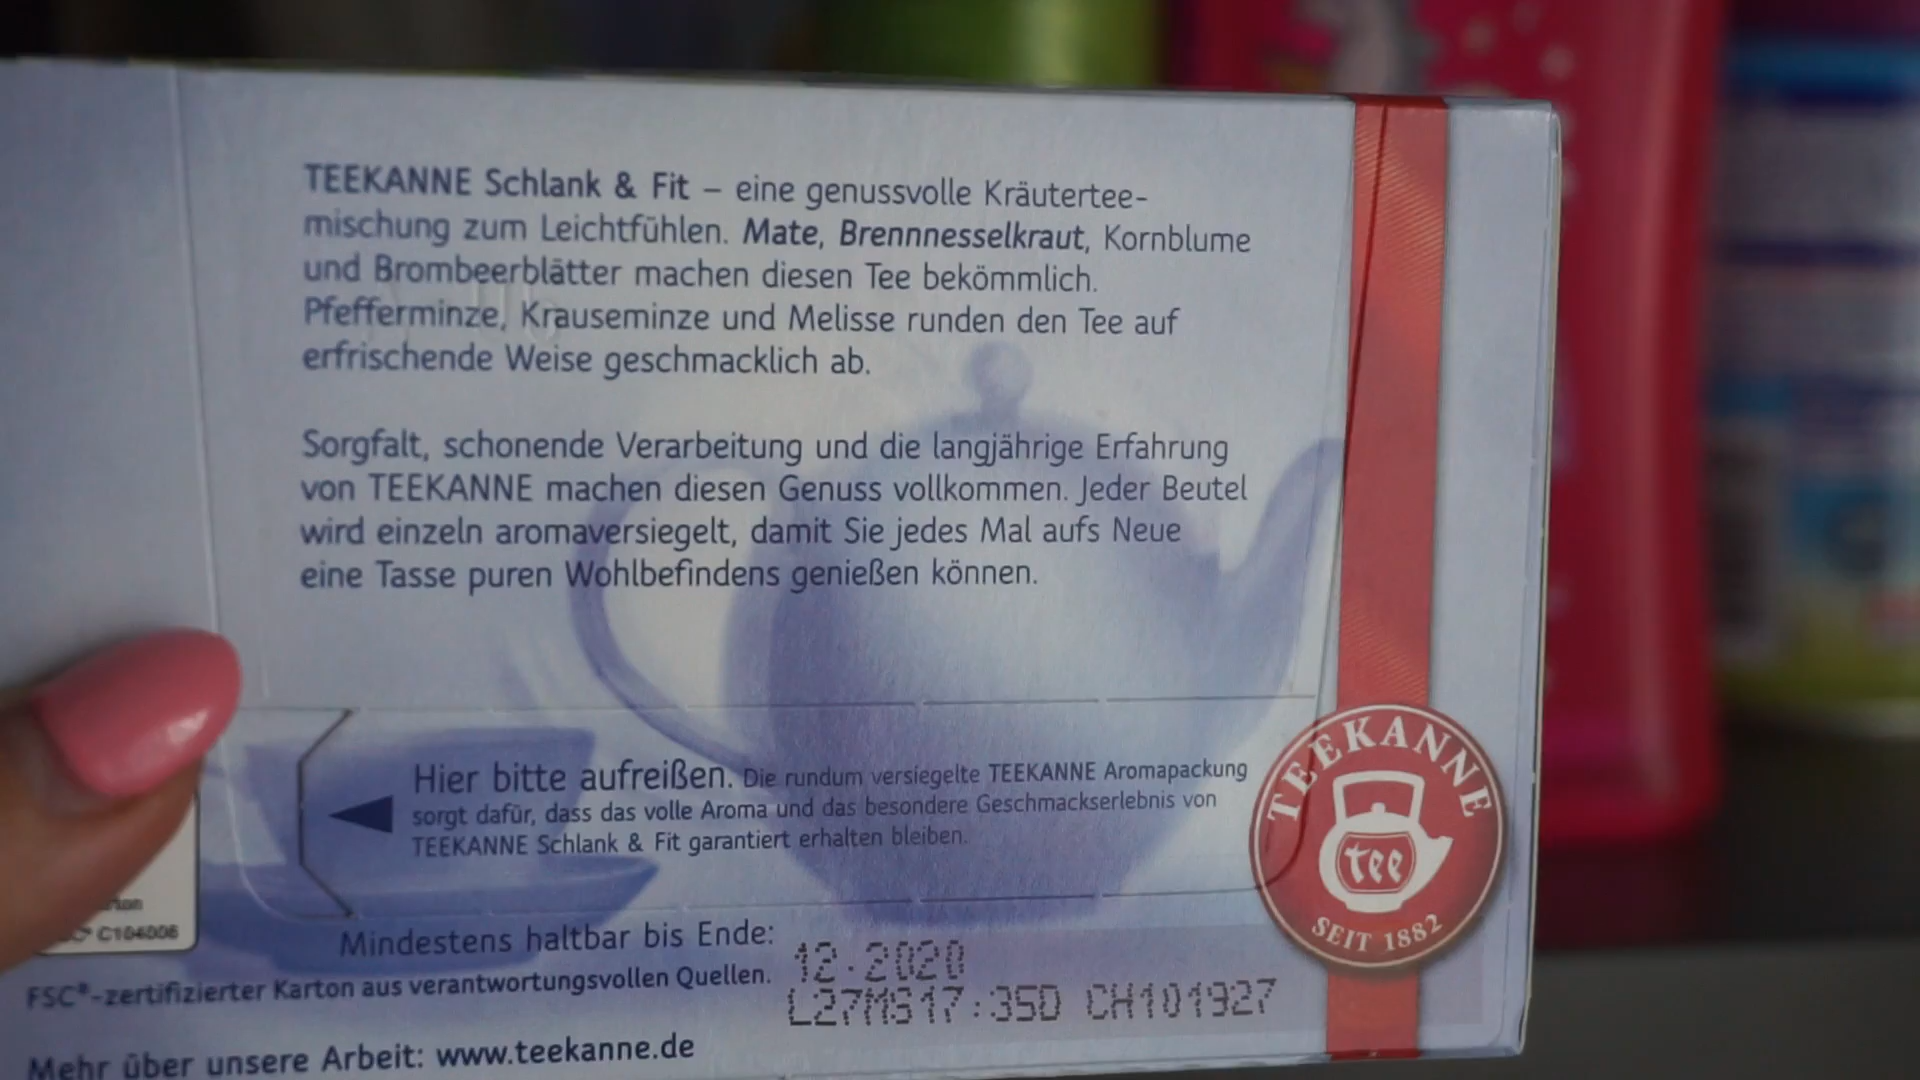 TEEKANNE Schlank & Fit – eine genussvolle Kräutertee-
mischung zum Leichtfühlen. Mate, Brennnesselkraut, Kornblume
und Brombeerblätter machen diesen Tee bekömmlich.
Pfefferminze, Krauseminze und Melisse runden den Tee auf
erfrischende Weise geschmacklich ab.
Sorgfalt, schonende Verarbeitung und die langjährige Erfahrung
von TEEKANNE machen diesen Genuss vollkommen. Jeder Beutel
wird einzeln aromaversiegelt, damit Sie jedes Mal aufs Neue
eine Tasse puren Wohlbefindens genießen können.
Hier bitte aufreißen. Die rundum versiegelte TEEKANNE Aromapackung
sorgt dafür, dass das volle Aroma und das besondere Geschmackserlebnis von
TEEKANNE Schlank & Fit garantiert erhalten bleiben.
TEEKANNE
tee
SEIT 1882
C104006
Mindestens haltbar bis Ende:
12.2020
FSC®-zertifizierter Karton aus verantwortungsvollen Quellen.
L27MS17:35D CH101927
Mehr über unsere Arbeit: www.teekanne.de